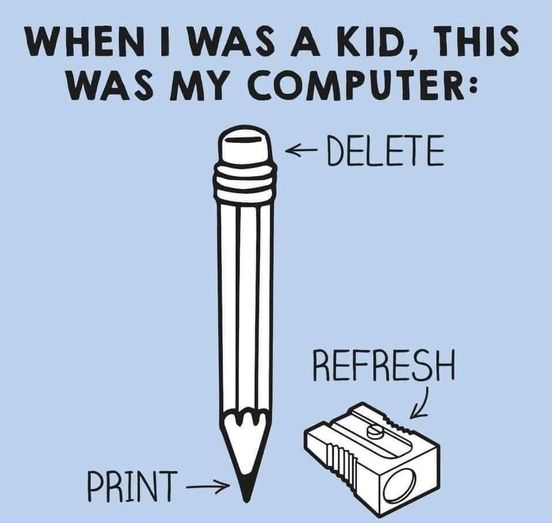 WHEN I WAS A KID, THIS
WAS MY COMPUTER:
DELETE
REFRESH
PRINT